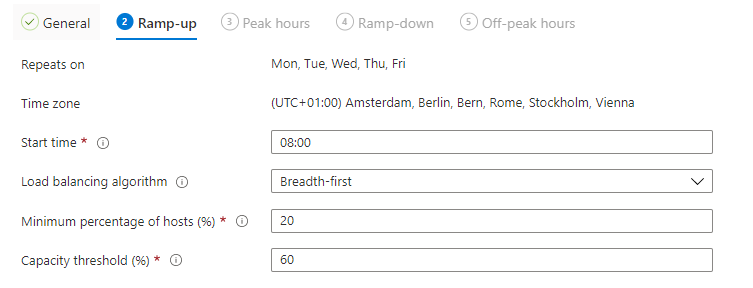 General 2 Ramp-up 3 Peak hours 4 Ramp-down 5 Off-peak hours
Repeats on Mon, Tue, Wed, Thu, Fri
Time zone (UTC+01:00) Amsterdam, Berlin, Bern, Rome, Stockholm, Vienna
Start time * 08:00
Load balancing algorithm Breadth-first
Minimum percentage of hosts (%) * 20
Capacity threshold (%) * 60